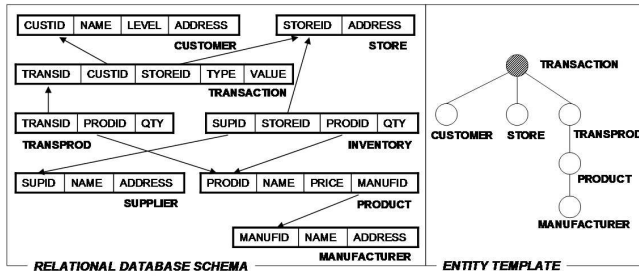 CUSTID NAME LEVEL ADDRESS
CUSTOMER
STOREID ADDRESS
STORE
TRANSID CUSTID STOREID TYPE VALUE
TRANSACTION
TRANSID PRODID QTY
TRANSPROD
SUPID STOREID PRODID QTY
INVENTORY
SUPID NAME ADDRESS
SUPPLIER
PRODID NAME PRICE MANUFID
PRODUCT
MANUFID NAME ADDRESS
MANUFACTURER
RELATIONAL DATABASE SCHEMA
TRANSACTION
CUSTOMER STORE TRANSPROD
PRODUCT
MANUFACTURER
ENTITY TEMPLATE